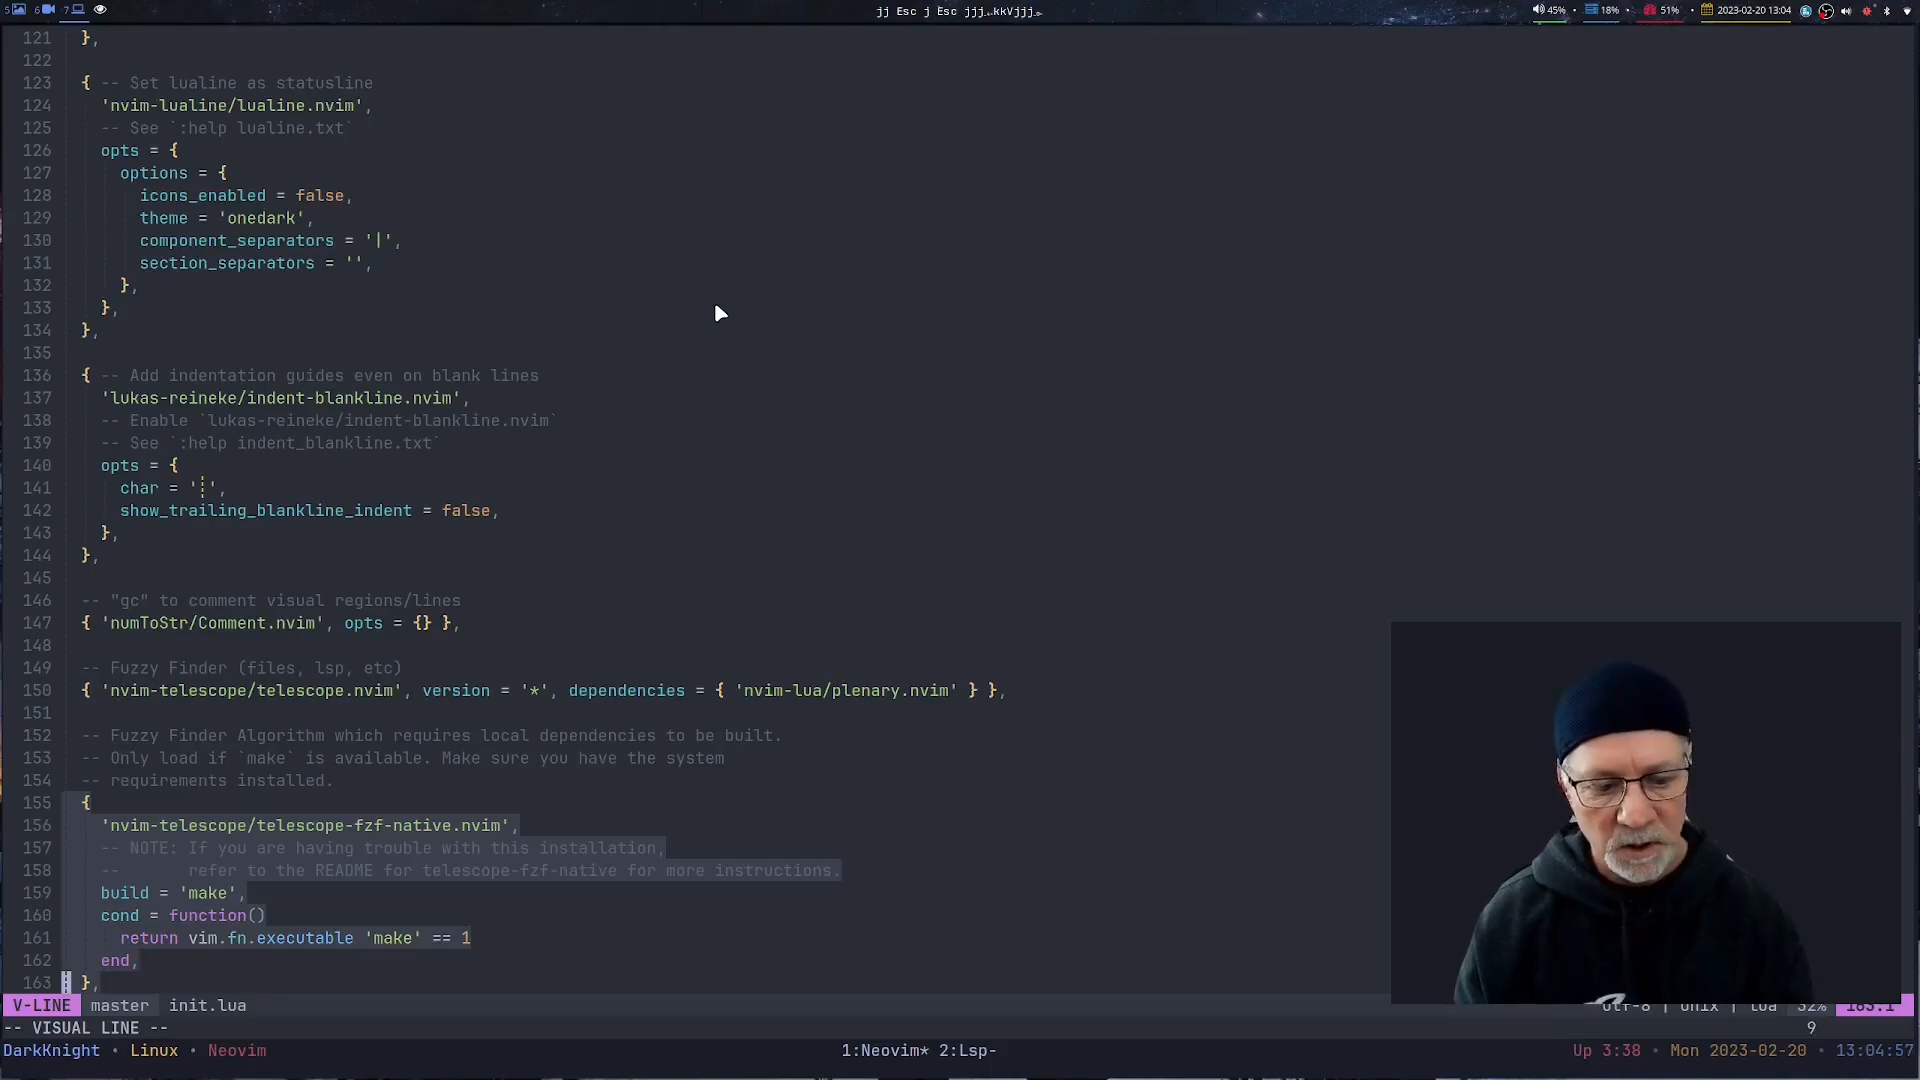 5 6 7 jj Esc j Esc jjj…kkVjjj… 45% · 18% · 51% · 2023-02-20 13:04
121 },
122
123 { -- Set lualine as statusline
124 'nvim-lualine/lualine.nvim',
125 -- See `:help lualine.txt`
126 opts = {
127 options = {
128 icons_enabled = false,
129 theme = 'onedark',
130 component_separators = '|',
131 section_separators = '',
132 },
133 },
134 },
135
136 { -- Add indentation guides even on blank lines
137 'lukas-reineke/indent-blankline.nvim',
138 -- Enable `lukas-reineke/indent-blankline.nvim`
139 -- See `:help indent_blankline.txt`
140 opts = {
141 char = '┊',
142 show_trailing_blankline_indent = false,
143 },
144 },
145
146 -- "gc" to comment visual regions/lines
147 { 'numToStr/Comment.nvim', opts = {} },
148
149 -- Fuzzy Finder (files, lsp, etc)
150 { 'nvim-telescope/telescope.nvim', version = '*', dependencies = { 'nvim-lua/plenary.nvim' } },
151
152 -- Fuzzy Finder Algorithm which requires local dependencies to be built.
153 -- Only load if `make` is available. Make sure you have the system
154 -- requirements installed.
155 {
156 'nvim-telescope/telescope-fzf-native.nvim',
157 -- NOTE: If you are having trouble with this installation,
158 -- refer to the README for telescope-fzf-native for more instructions.
159 build = 'make',
160 cond = function()
161 return vim.fn.executable 'make' == 1
162 end,
163 },
V-LINE master init.lua utf-8 | unix | lua 32% 163:1
-- VISUAL LINE -- 9
DarkKnight · Linux · Neovim 1:Neovim* 2:Lsp- Up 3:38 · Mon 2023-02-20 · 13:04:57